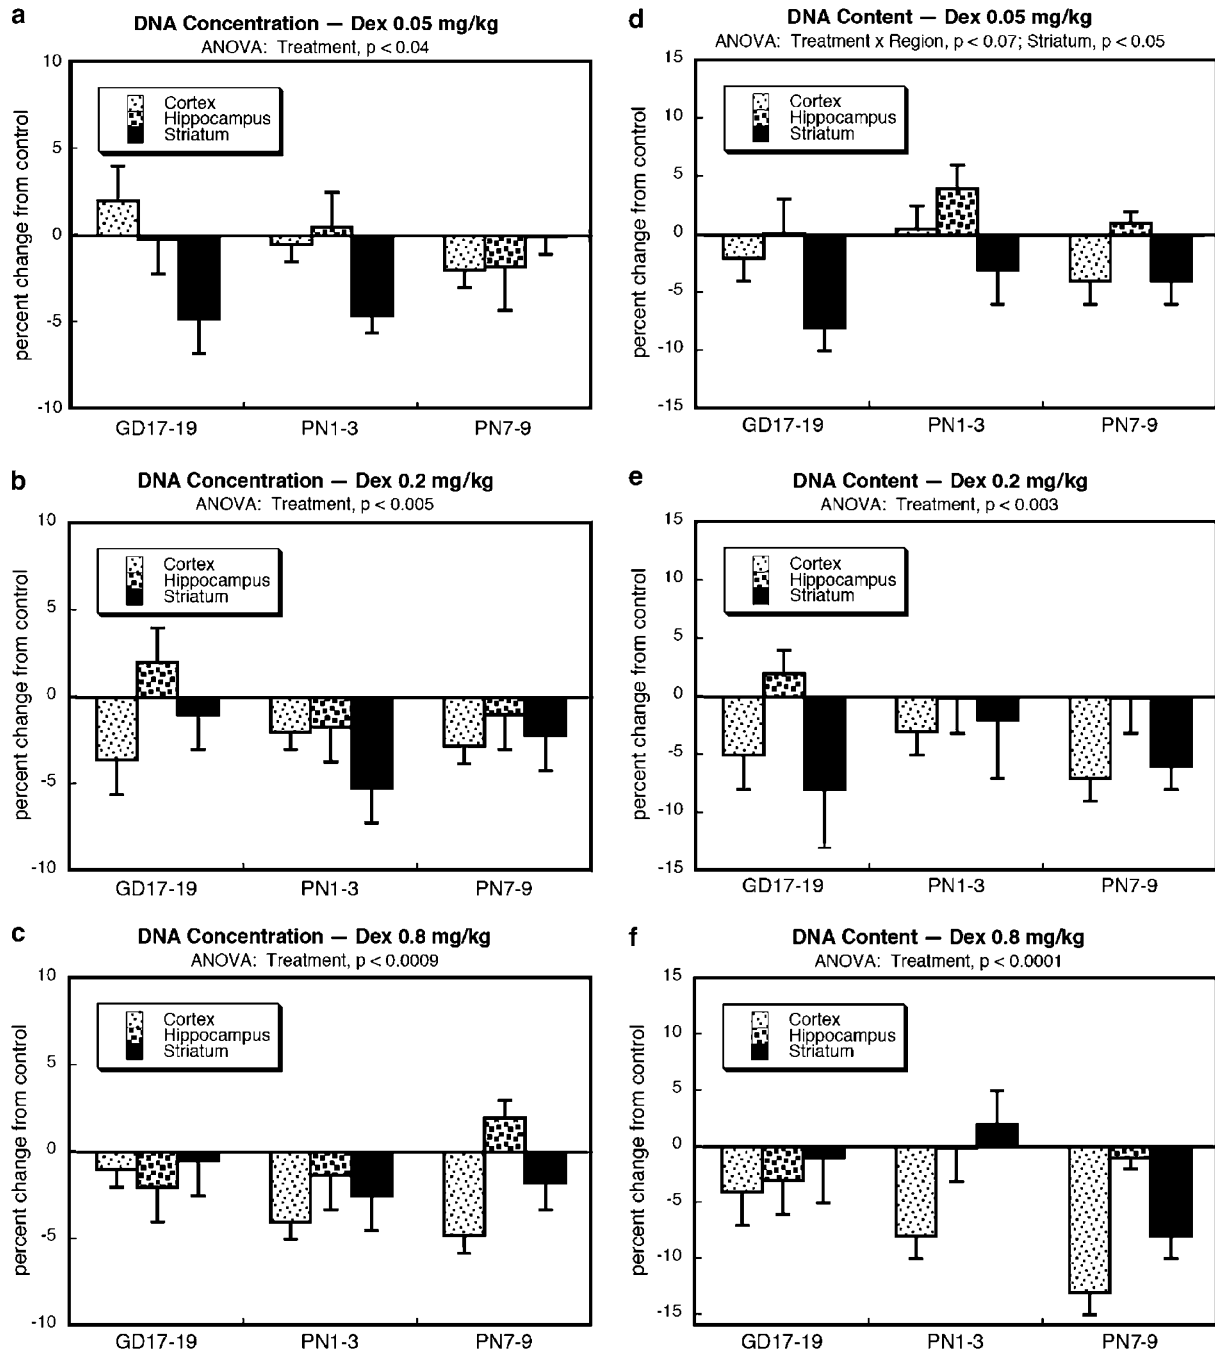 a
DNA Concentration — Dex 0.05 mg/kg
ANOVA: Treatment, p < 0.04
percent change from control
10
5
0
-5
-10
Cortex
Hippocampus
Striatum
GD17-19 PN1-3 PN7-9
d
DNA Content — Dex 0.05 mg/kg
ANOVA: Treatment x Region, p < 0.07; Striatum, p < 0.05
percent change from control
15
10
5
0
-5
-10
-15
Cortex
Hippocampus
Striatum
GD17-19 PN1-3 PN7-9
b
DNA Concentration — Dex 0.2 mg/kg
ANOVA: Treatment, p < 0.005
percent change from control
10
5
0
-5
-10
Cortex
Hippocampus
Striatum
GD17-19 PN1-3 PN7-9
e
DNA Content — Dex 0.2 mg/kg
ANOVA: Treatment, p < 0.003
percent change from control
15
10
5
0
-5
-10
-15
Cortex
Hippocampus
Striatum
GD17-19 PN1-3 PN7-9
c
DNA Concentration — Dex 0.8 mg/kg
ANOVA: Treatment, p < 0.0009
percent change from control
10
5
0
-5
-10
Cortex
Hippocampus
Striatum
GD17-19 PN1-3 PN7-9
f
DNA Content — Dex 0.8 mg/kg
ANOVA: Treatment, p < 0.0001
percent change from control
15
10
5
0
-5
-10
-15
Cortex
Hippocampus
Striatum
GD17-19 PN1-3 PN7-9